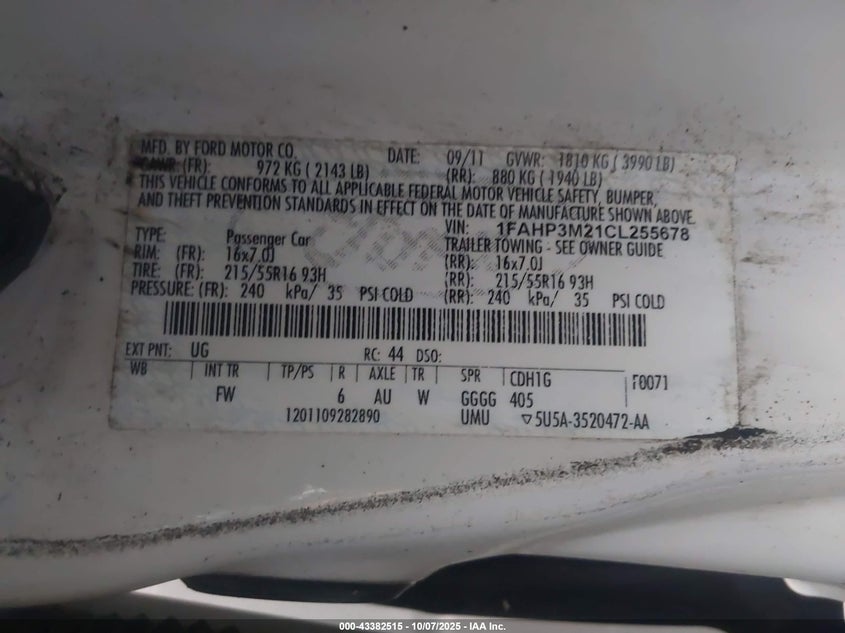 MFD. BY FORD MOTOR CO. DATE: 09/11 GVWR: 1810 KG ( 3990 LB)
GAWR: (FR): 972 KG ( 2143 LB) (RR): 880 KG ( 1940 LB)
THIS VEHICLE CONFORMS TO ALL APPLICABLE FEDERAL MOTOR VEHICLE SAFETY, BUMPER,
AND THEFT PREVENTION STANDARDS IN EFFECT ON THE DATE OF MANUFACTURE SHOWN ABOVE.
VIN: 1FAHP3M21CL255678
TYPE: Passenger Car TRAILER TOWING - SEE OWNER GUIDE
RIM: (FR): 16x7.0J (RR): 16x7.0J
TIRE: (FR): 215/55R16 93H (RR): 215/55R16 93H
PRESSURE: (FR): 240 kPa/ 35 PSI COLD (RR): 240 kPa/ 35 PSI COLD
EXT PNT: UG RC: 44 DSO:
WB INT TR TP/PS R AXLE TR SPR CDH1G F0071
FW 6 AU W GGGG 405
1201109282890 UMU ▽5U5A-3520472-AA
000-43382515 - 10/07/2025 - IAA Inc.